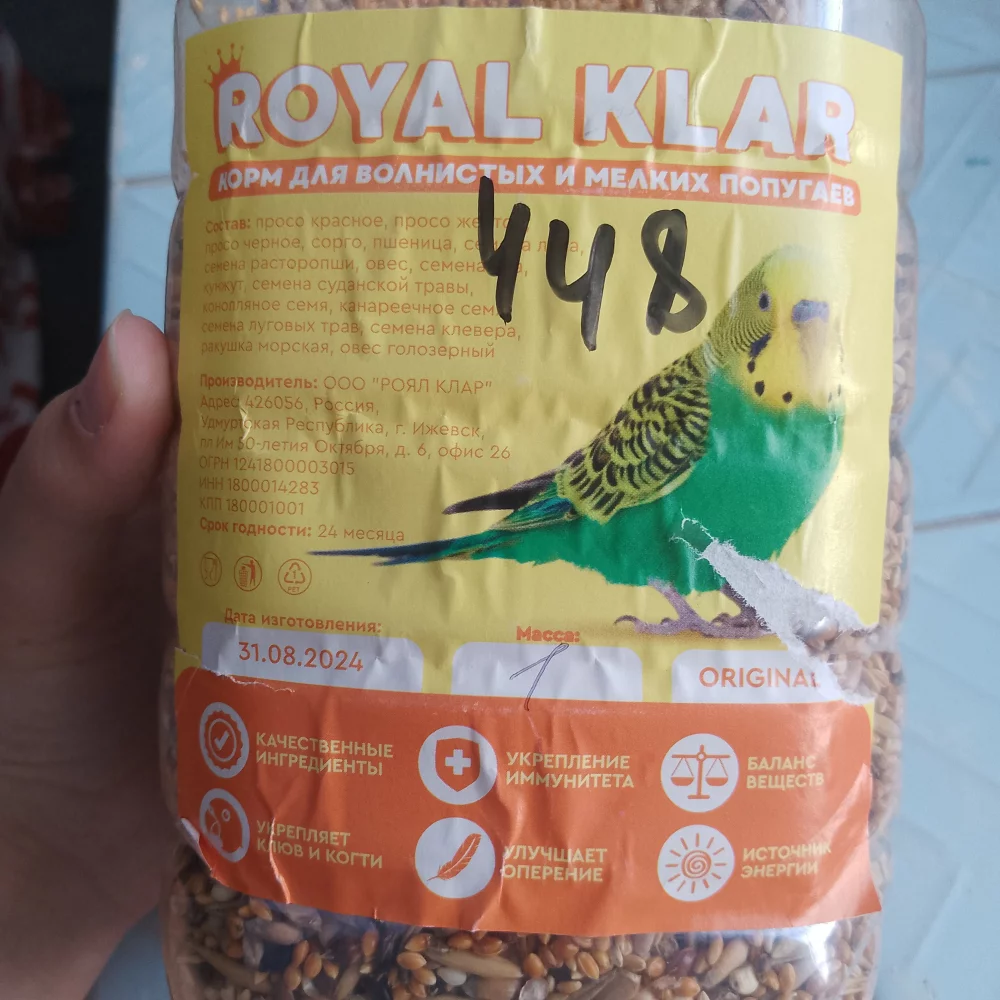 ROYAL KLAR
КОРМ ДЛЯ ВОЛНИСТЫХ И МЕЛКИХ ПОПУГАЕВ
448
Состав: просо красное, просо
просо черное, сорго, пшеница,
семена расторопши, овес, семена
кунжут, семена суданской травы,
конопляное семя, канареечное
семена луговых трав, семена клевера,
ракушка морская, овес голозерный
Производитель: ООО "РОЯЛ КЛАР"
Адрес 426056, Россия,
Удмуртская Республика, г. Ижевск,
пл Им 50-летия Октября, д. 6, офис 26
ОГРН 1241800003015
ИНН 1800014283
КПП 180001001
Срок годности: 24 месяца
1
PET
Дата изготовления:
31.08.2024
Масса:
1
ORIGINAL
КАЧЕСТВЕННЫЕ
ИНГРЕДИЕНТЫ
УКРЕПЛЕНИЕ
ИММУНИТЕТА
БАЛАНС
ВЕЩЕСТВ
УКРЕПЛЯЕТ
КЛЮВ И КОГТИ
УЛУЧШАЕТ
ОПЕРЕНИЕ
ИСТОЧНИК
ЭНЕРГИИ